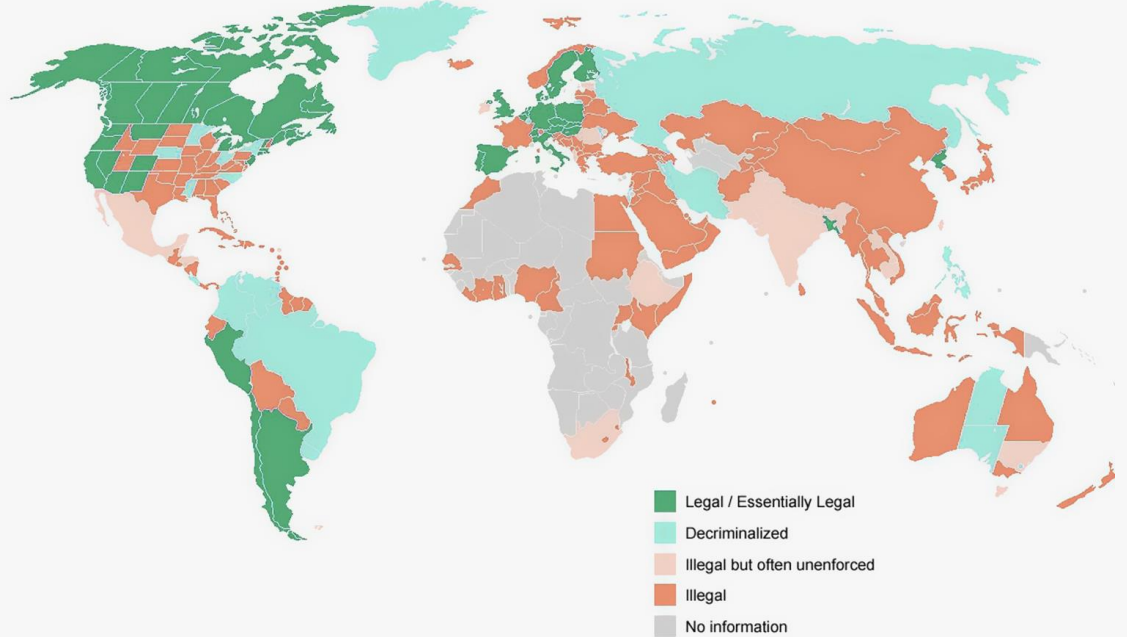 Legal / Essentially Legal
Decriminalized
Illegal but often unenforced
Illegal
No information